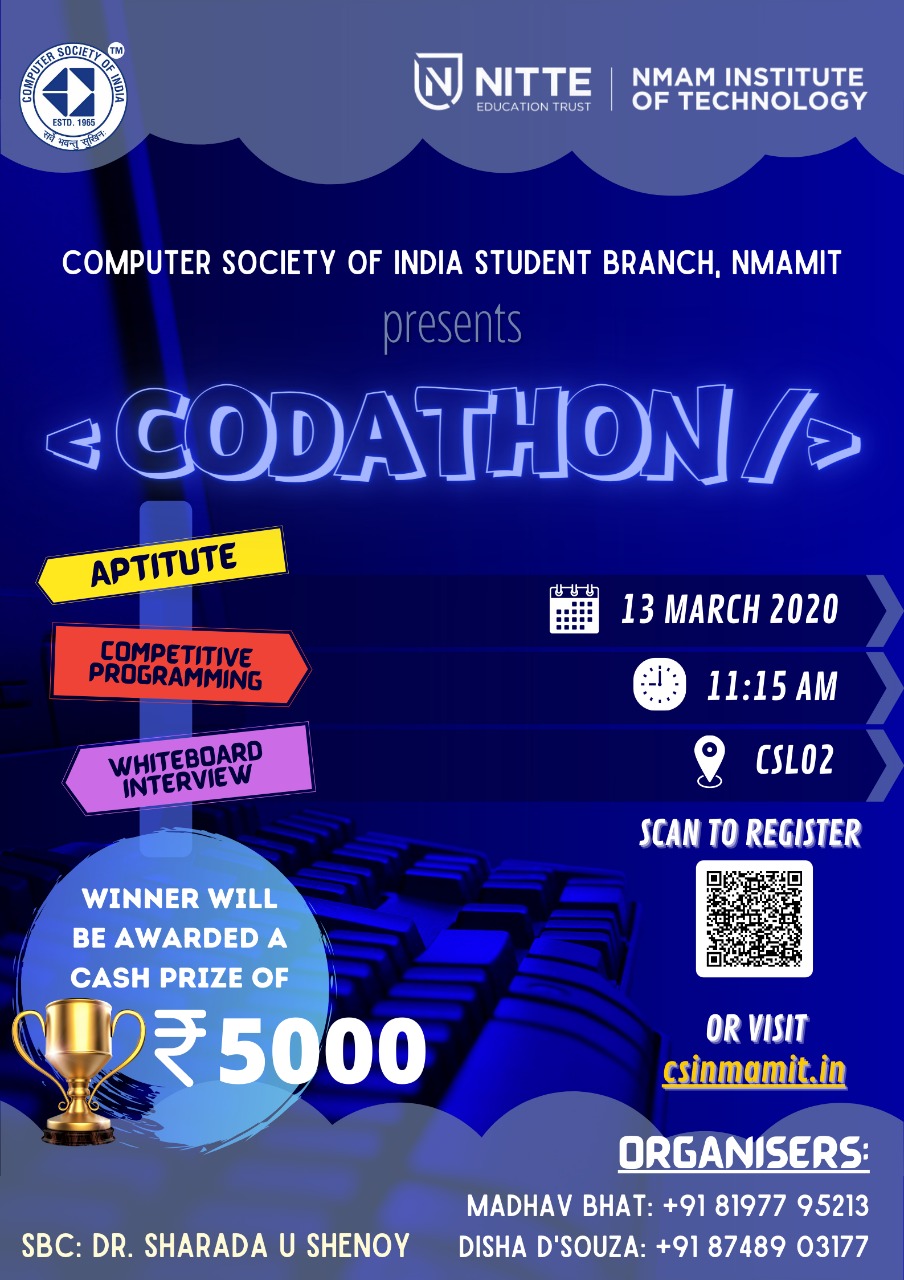 COMPUTER SOCIETY OF INDIA
TM
ESTD. 1965
सर्वे भवन्तु सुखिनः
NITTE
EDUCATION TRUST
NMAM INSTITUTE
OF TECHNOLOGY
COMPUTER SOCIETY OF INDIA STUDENT BRANCH, NMAMIT
presents
<CODATHON/>
APTITUTE
COMPETITIVE
PROGRAMMING
WHITEBOARD
INTERVIEW
13 MARCH 2020
11:15 AM
CSL02
SCAN TO REGISTER
OR VISIT
csinmamit.in
WINNER WILL
BE AWARDED A
CASH PRIZE OF
₹5000
ORGANISERS:
MADHAV BHAT: +91 81977 95213
DISHA D'SOUZA: +91 87489 03177
SBC: DR. SHARADA U SHENOY